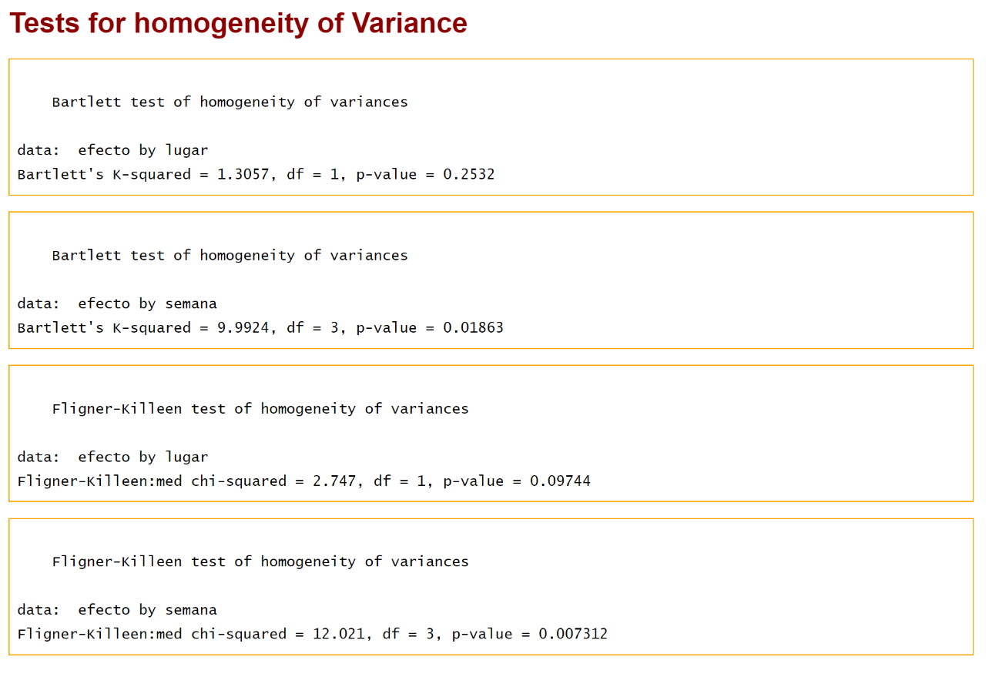 Tests for homogeneity of Variance
Bartlett test of homogeneity of variances
data:  efecto by lugar
Bartlett's K-squared = 1.3057, df = 1, p-value = 0.2532
Bartlett test of homogeneity of variances
data:  efecto by semana
Bartlett's K-squared = 9.9924, df = 3, p-value = 0.01863
Fligner-Killeen test of homogeneity of variances
data:  efecto by lugar
Fligner-Killeen:med chi-squared = 2.747, df = 1, p-value = 0.09744
Fligner-Killeen test of homogeneity of variances
data:  efecto by semana
Fligner-Killeen:med chi-squared = 12.021, df = 3, p-value = 0.007312